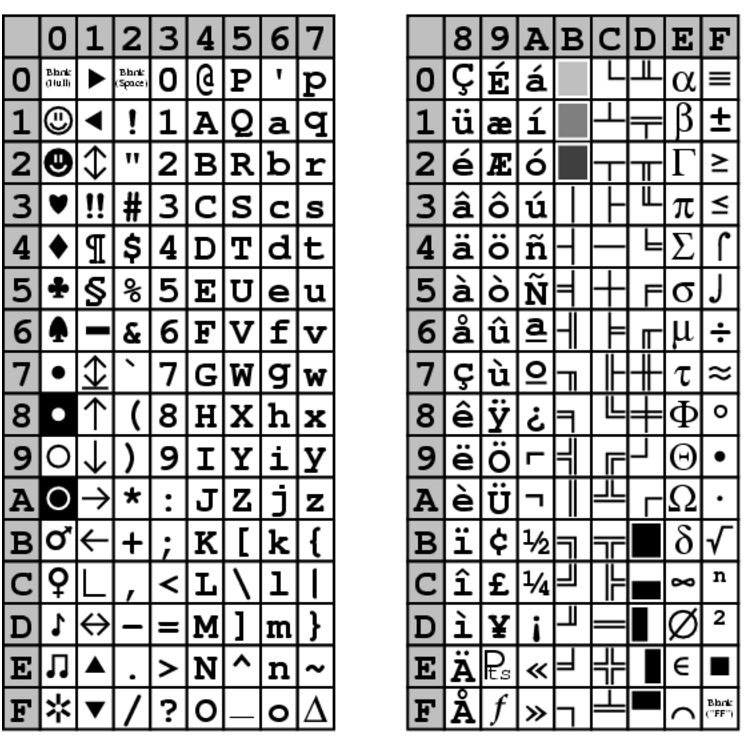 0 1 2 3 4 5 6 7
0 Blank (Null) ► Blank (Space) 0 @ P ' p
1 ☺ ◄ ! 1 A Q a q
2 ☻ ↕ " 2 B R b r
3 ♥ ‼ # 3 C S c s
4 ♦ ¶ $ 4 D T d t
5 ♣ § % 5 E U e u
6 ♠ ▬ & 6 F V f v
7 • ↨ ` 7 G W g w
8 ◘ ↑ ( 8 H X h x
9 ○ ↓ ) 9 I Y i y
A ◙ → * : J Z j z
B ♂ ← + ; K [ k {
C ♀ ∟ , < L \ l |
D ♪ ↔ − = M ] m }
E ♫ ▲ . > N ^ n ~
F ☼ ▼ / ? O _ o Δ
8 9 A B C D E F
0 Ç É á ░ └ ╨ α ≡
1 ü æ í ▒ ┴ ╤ β ±
2 é Æ ó ▓ ┬ ╥ Γ ≥
3 â ô ú │ ├ ╙ π ≤
4 ä ö ñ ┤ ─ ╘ Σ ⌠
5 à ò Ñ ╡ ┼ ╒ σ ⌡
6 å û ª ╢ ╞ ╓ µ ÷
7 ç ù º ╖ ╟ ╫ τ ≈
8 ê ÿ ¿ ╕ ╚ ╪ Φ °
9 ë Ö ⌐ ╣ ╔ ┘ Θ •
A è Ü ¬ ║ ╩ ┌ Ω ·
B ï ¢ ½ ╗ ╦ █ δ √
C î £ ¼ ╝ ╠ ▄ ∞ ⁿ
D ì ¥ ¡ ╜ ═ ▌ Ø ²
E Ä ₧ « ╛ ╬ ▐ ∈ ■
F Å ƒ » ┐ ╧ ▀ ∩ Blank ("FF")